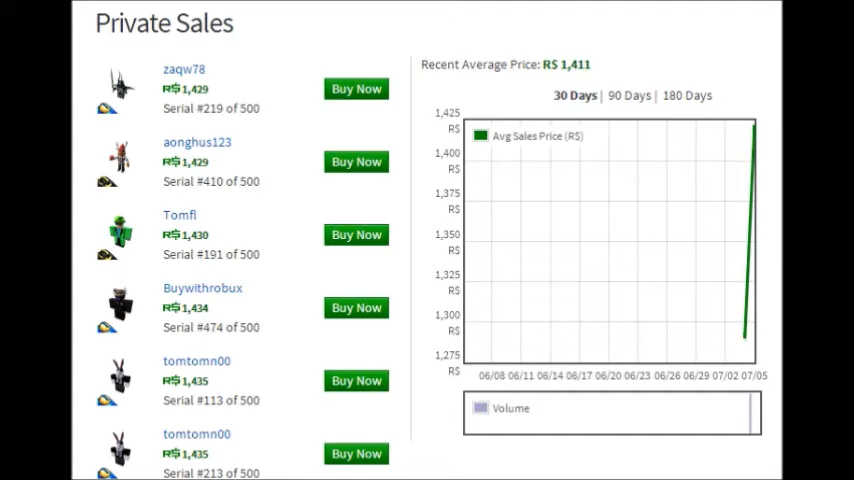 Private Sales
zaqw78
R$ 1,429
Serial #219 of 500
Buy Now
aonghus123
R$ 1,429
Serial #410 of 500
Buy Now
Tomfl
R$ 1,430
Serial #191 of 500
Buy Now
Buywithrobux
R$ 1,434
Serial #474 of 500
Buy Now
tomtomn00
R$ 1,435
Serial #113 of 500
Buy Now
tomtomn00
R$ 1,435
Serial #213 of 500
Buy Now
Recent Average Price: R$ 1,411
30 Days | 90 Days | 180 Days
Avg Sales Price (R$)
1,425
R$
1,400
R$
1,375
R$
1,350
R$
1,325
R$
1,300
R$
1,275
R$
06/08 06/11 06/14 06/17 06/20 06/23 06/26 06/29 07/02 07/05
Volume